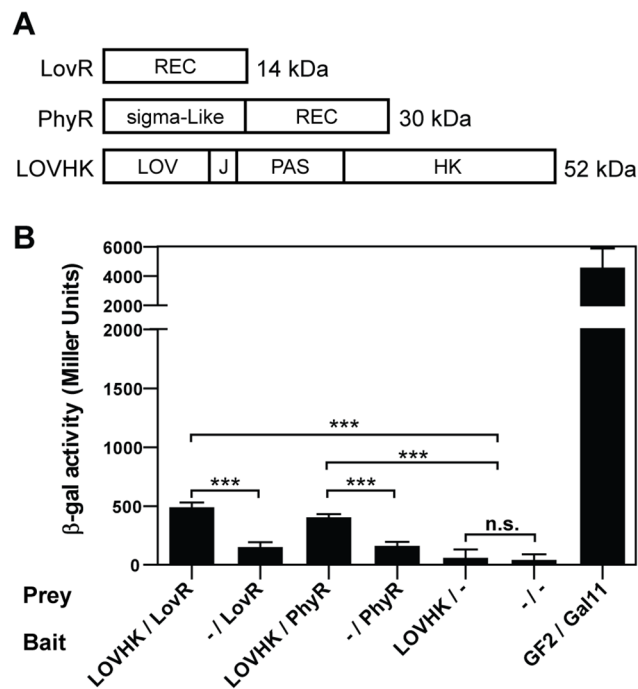 A
LovR REC 14 kDa
PhyR sigma-Like REC 30 kDa
LOVHK LOV J PAS HK 52 kDa
B
β-gal activity (Miller Units)
6000
4000
2000
2000
1500
1000
500
0
***
***
*** ***
n.s.
Prey
Bait
LOVHK / LovR
- / LovR
LOVHK / PhyR
- / PhyR
LOVHK / -
- / -
GF2 / Gal11